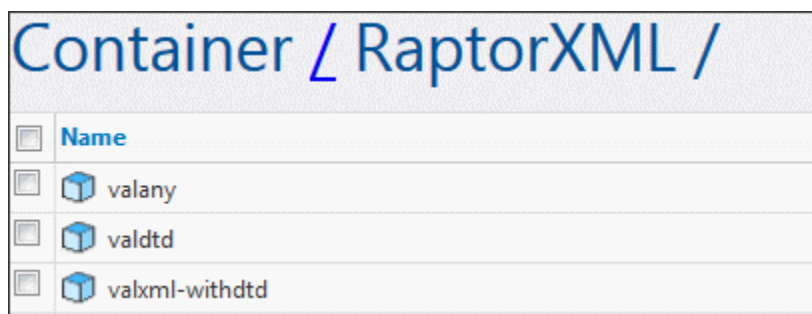 Container / RaptorXML /
Name
valany
valdtd
valxml-withdtd